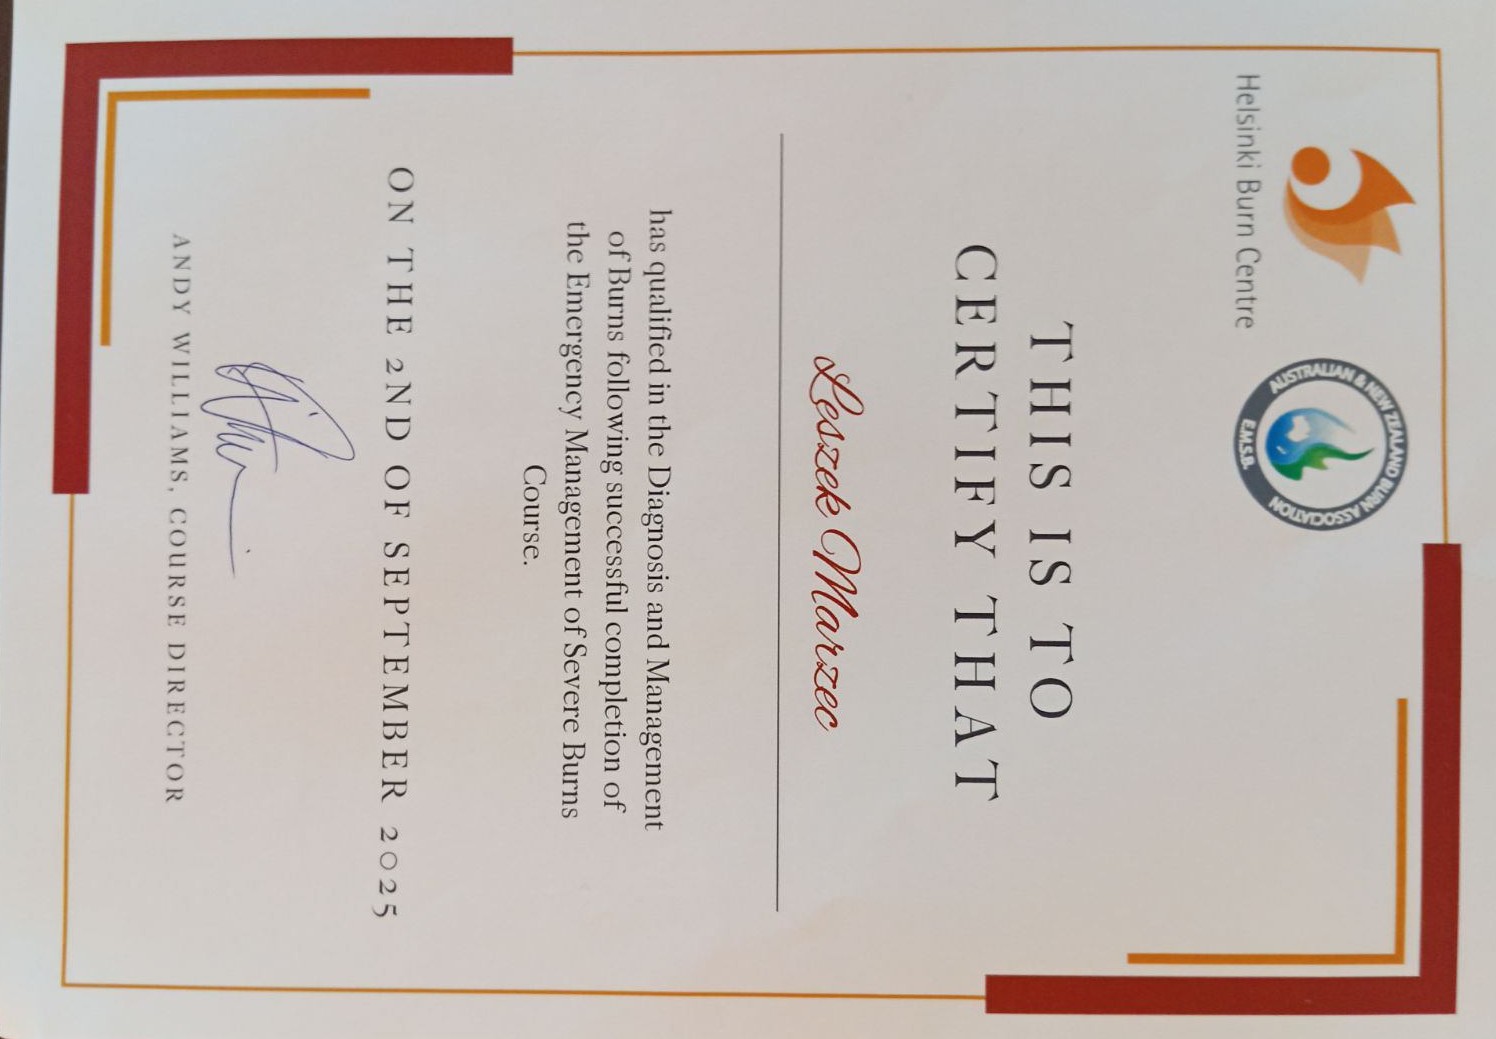 Helsinki Burn Centre
AUSTRALIAN & NEW ZEALAND BURN ASSOCIATION
E.M.S.B.
THIS IS TO
CERTIFY THAT
Leszek Marzec
has qualified in the Diagnosis and Management
of Burns following successful completion of
the Emergency Management of Severe Burns
Course.
ON THE 2ND OF SEPTEMBER 2025
ANDY WILLIAMS, COURSE DIRECTOR